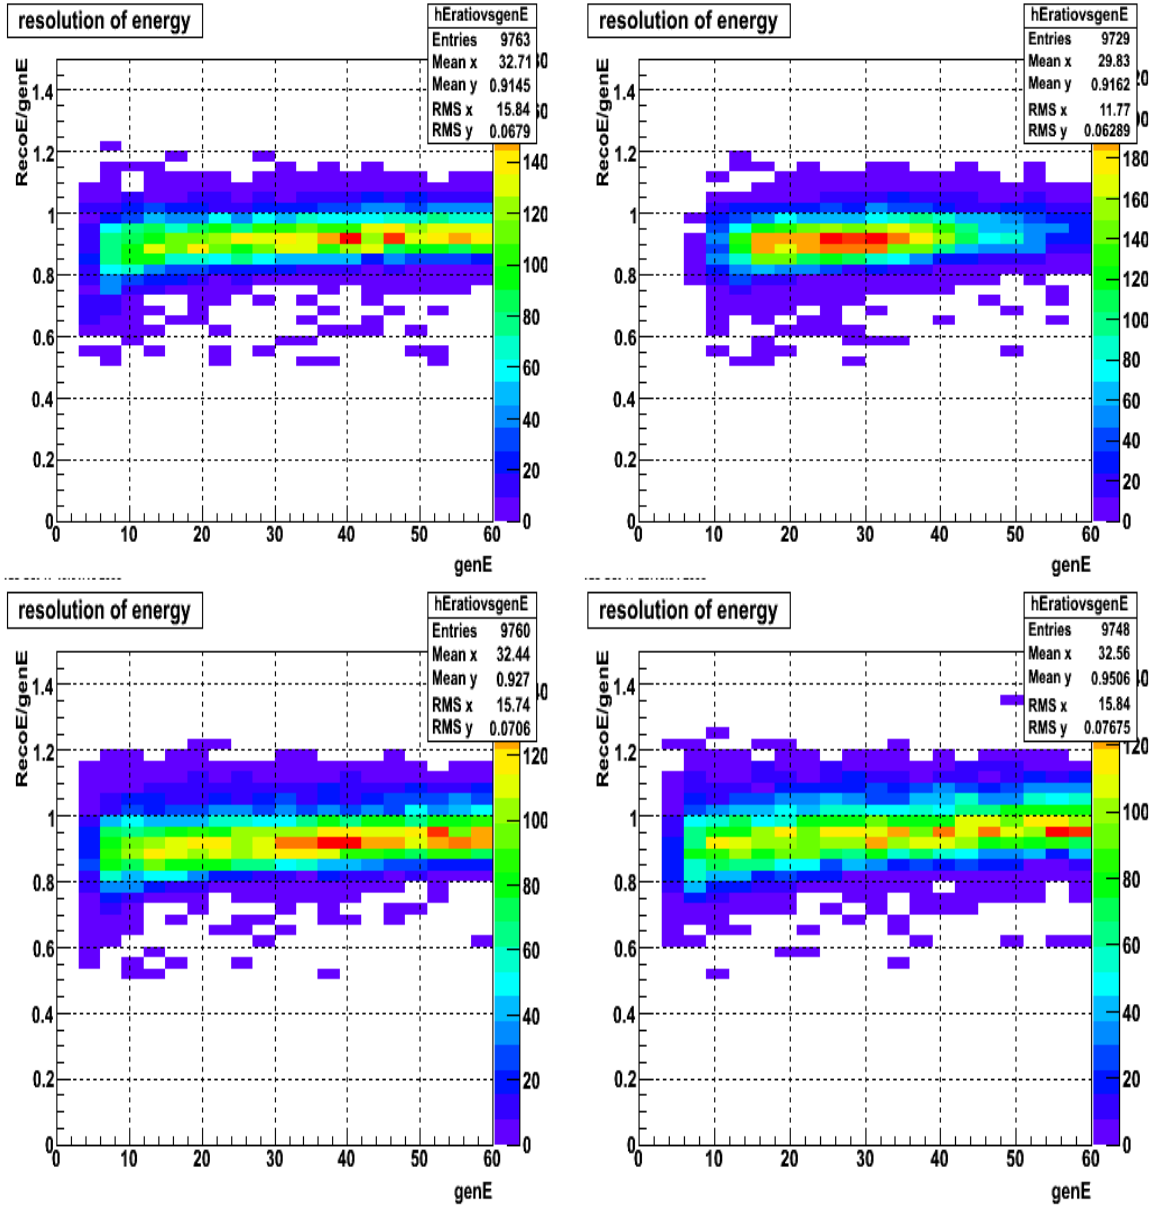 resolution of energy
hEratiovsgenE
Entries 9763
Mean x 32.71
Mean y 0.9145
RMS x 15.84
RMS y 0.0679
RecoE/genE
1.4
1.2
1
0.8
0.6
0.4
0.2
0
0 10 20 30 40 50 60
genE
140
120
100
80
60
40
20
0
resolution of energy
hEratiovsgenE
Entries 9729
Mean x 29.83
Mean y 0.9162
RMS x 11.77
RMS y 0.06289
RecoE/genE
1.4
1.2
1
0.8
0.6
0.4
0.2
0
0 10 20 30 40 50 60
genE
180
160
140
120
100
80
60
40
20
0
resolution of energy
hEratiovsgenE
Entries 9760
Mean x 32.44
Mean y 0.927
RMS x 15.74
RMS y 0.0706
RecoE/genE
1.4
1.2
1
0.8
0.6
0.4
0.2
0
0 10 20 30 40 50 60
genE
120
100
80
60
40
20
0
resolution of energy
hEratiovsgenE
Entries 9748
Mean x 32.56
Mean y 0.9506
RMS x 15.84
RMS y 0.07675
RecoE/genE
1.4
1.2
1
0.8
0.6
0.4
0.2
0
0 10 20 30 40 50 60
genE
120
100
80
60
40
20
0